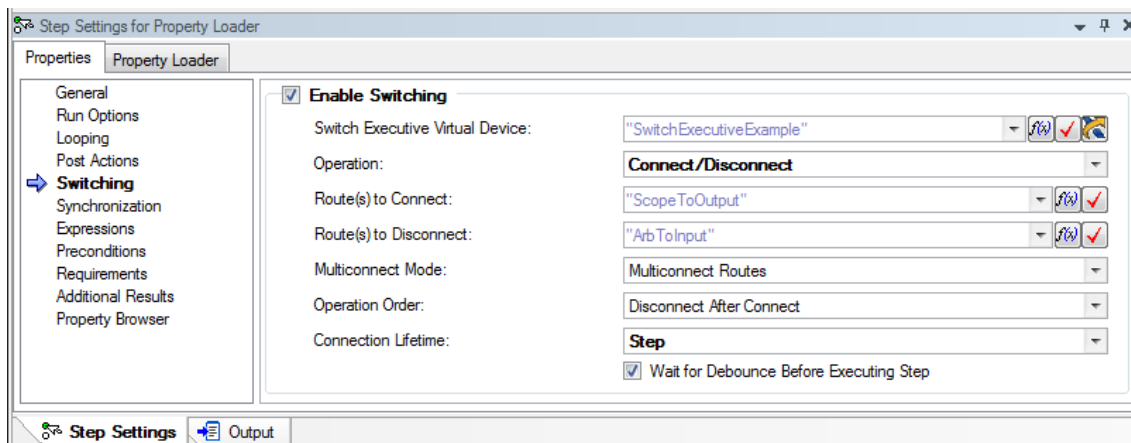 Step Settings for Property Loader
Properties
Property Loader
General
Run Options
Looping
Post Actions
Switching
Synchronization
Expressions
Preconditions
Requirements
Additional Results
Property Browser
Enable Switching
Switch Executive Virtual Device:
"SwitchExecutiveExample"
f(x)
Operation:
Connect/Disconnect
Route(s) to Connect:
"ScopeToOutput"
f(x)
Route(s) to Disconnect:
"ArbToInput"
f(x)
Multiconnect Mode:
Multiconnect Routes
Operation Order:
Disconnect After Connect
Connection Lifetime:
Step
Wait for Debounce Before Executing Step
Step Settings
Output